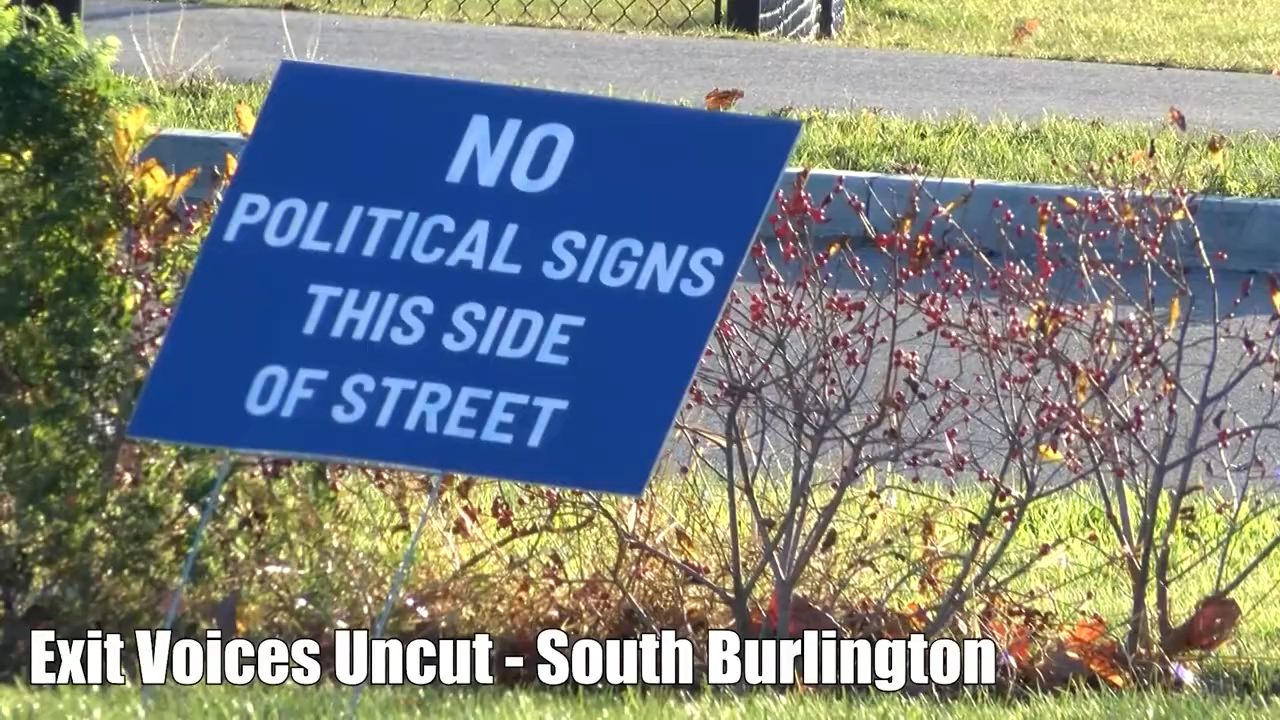 NO
POLITICAL SIGNS
THIS SIDE
OF STREET
Exit Voices Uncut - South Burlington